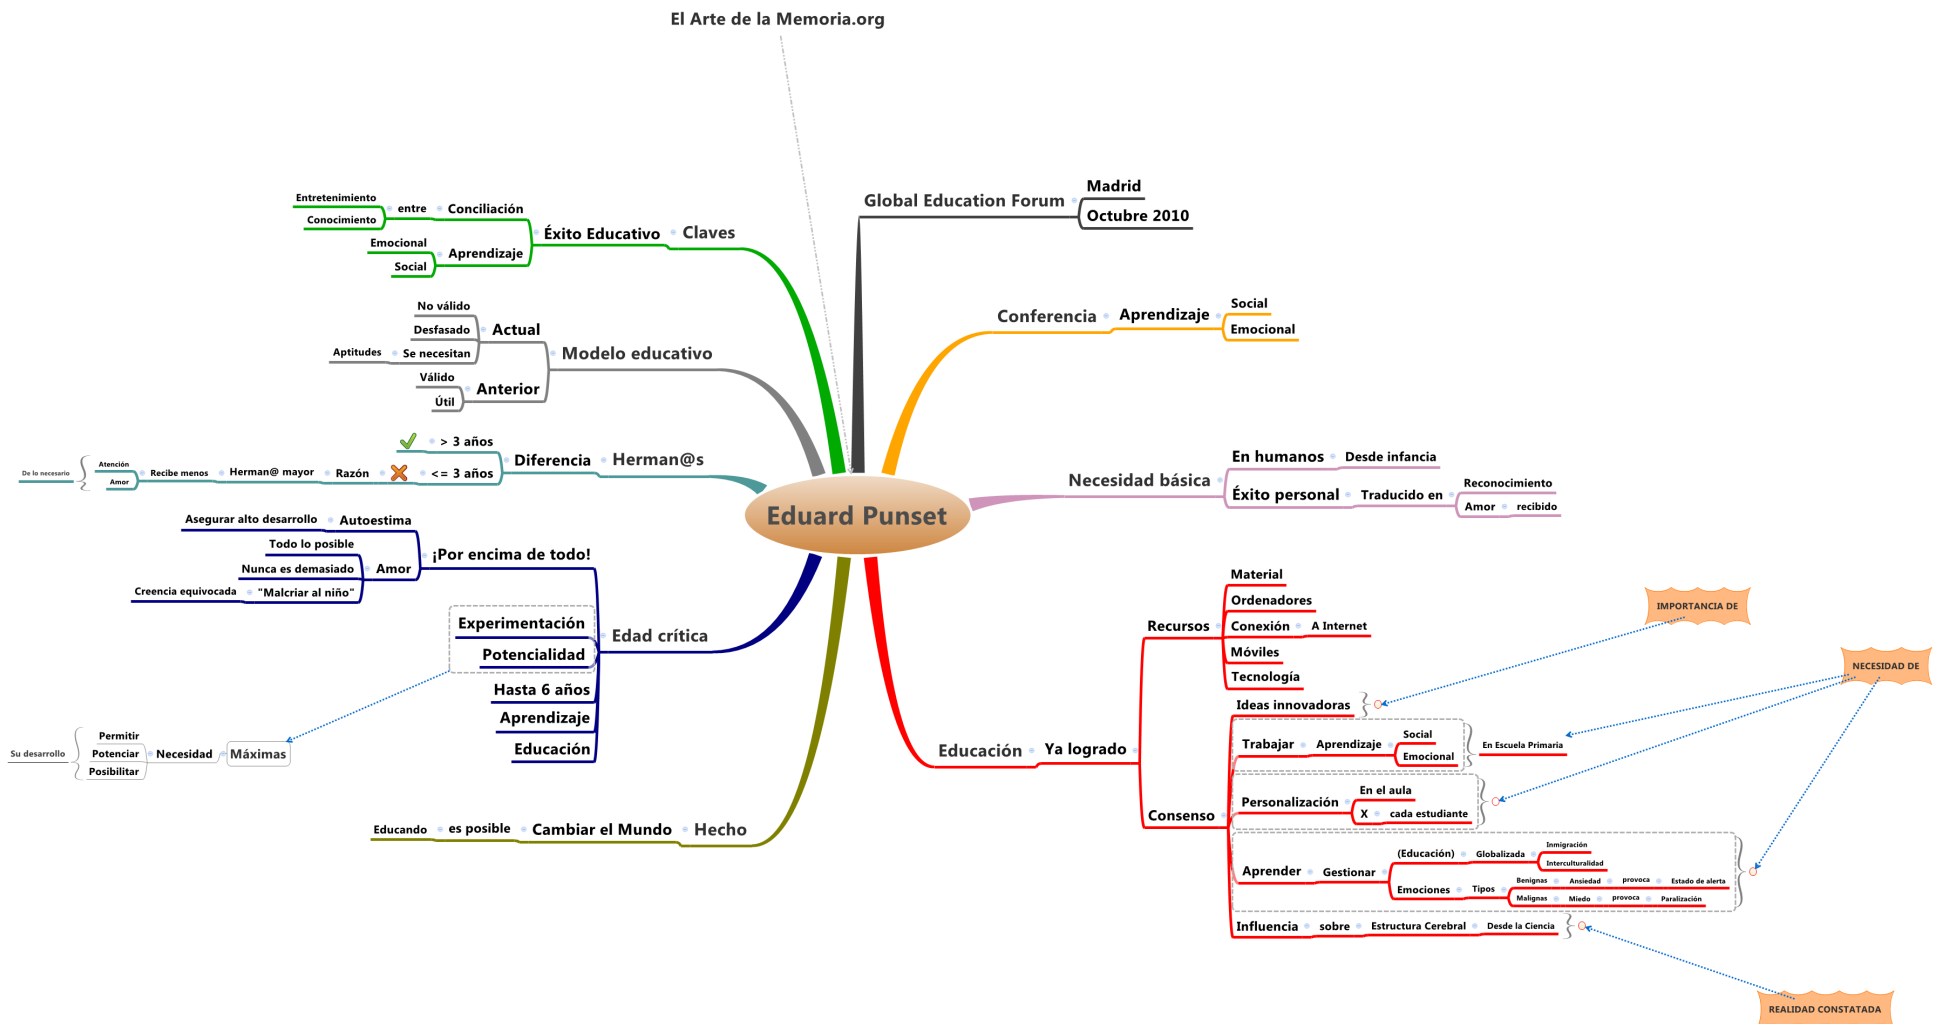 El Arte de la Memoria.org
Eduard Punset
Global Education Forum
Madrid
Octubre 2010
Conferencia
Aprendizaje
Social
Emocional
Necesidad básica
En humanos
Desde infancia
Éxito personal
Traducido en
Reconocimiento
Amor
recibido
Educación
Ya logrado
Recursos
Material
Ordenadores
Conexión
A Internet
Móviles
Tecnología
Consenso
Ideas innovadoras
IMPORTANCIA DE
Trabajar
Aprendizaje
Social
Emocional
En Escuela Primaria
NECESIDAD DE
Personalización
En el aula
X
cada estudiante
Aprender
Gestionar
(Educación)
Globalizada
Inmigración
Interculturalidad
Emociones
Tipos
Benignas
Ansiedad
provoca
Estado de alerta
Malignas
Miedo
provoca
Paralización
Influencia
sobre
Estructura Cerebral
Desde la Ciencia
REALIDAD CONSTATADA
Claves
Éxito Educativo
Conciliación
entre
Entretenimiento
Conocimiento
Aprendizaje
Emocional
Social
Modelo educativo
Actual
No válido
Desfasado
Se necesitan
Aptitudes
Anterior
Válido
Útil
Herman@s
Diferencia
> 3 años
<= 3 años
Razón
Herman@ mayor
Recibe menos
Atención
Amor
De lo necesario
Edad crítica
¡Por encima de todo!
Autoestima
Asegurar alto desarrollo
Amor
Todo lo posible
Nunca es demasiado
"Malcriar al niño"
Creencia equivocada
Experimentación
Potencialidad
Hasta 6 años
Aprendizaje
Educación
Máximas
Necesidad
Permitir
Potenciar
Posibilitar
Su desarrollo
Hecho
Cambiar el Mundo
es posible
Educando